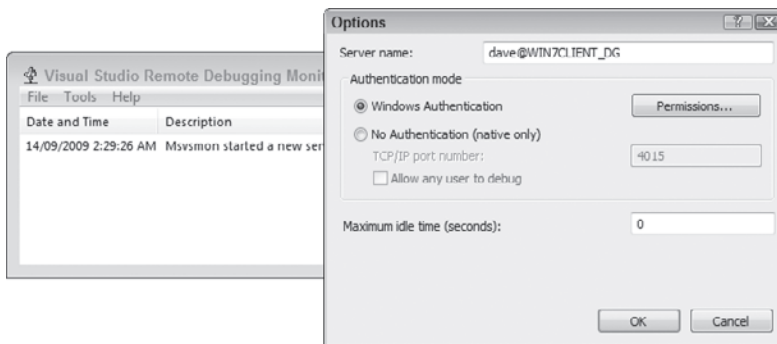 Visual Studio Remote Debugging Moni
File Tools Help
Date and Time Description
14/09/2009 2:29:26 AM Msvsmon started a new ser
Options
Server name: dave@WIN7CLIENT_DG
Authentication mode
Windows Authentication Permissions...
No Authentication (native only)
TCP/IP port number: 4015
Allow any user to debug
Maximum idle time (seconds): 0
OK Cancel